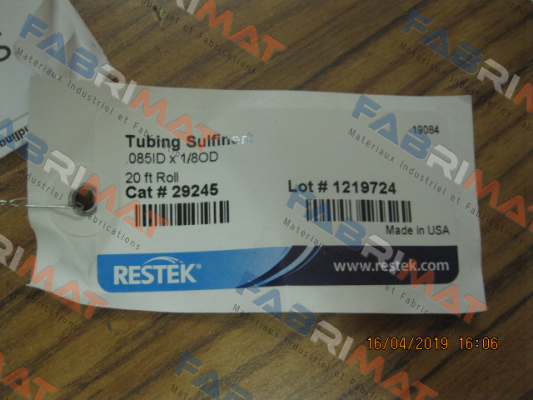 FABRIMAT
Materiaux Industriel et Fabrications
19084
Tubing Sulfinert
.085ID x 1/8OD
20 ft Roll
Cat # 29245
Lot # 1219724
Made in USA
RESTEK®
www.restek.com
16/04/2019 16:06